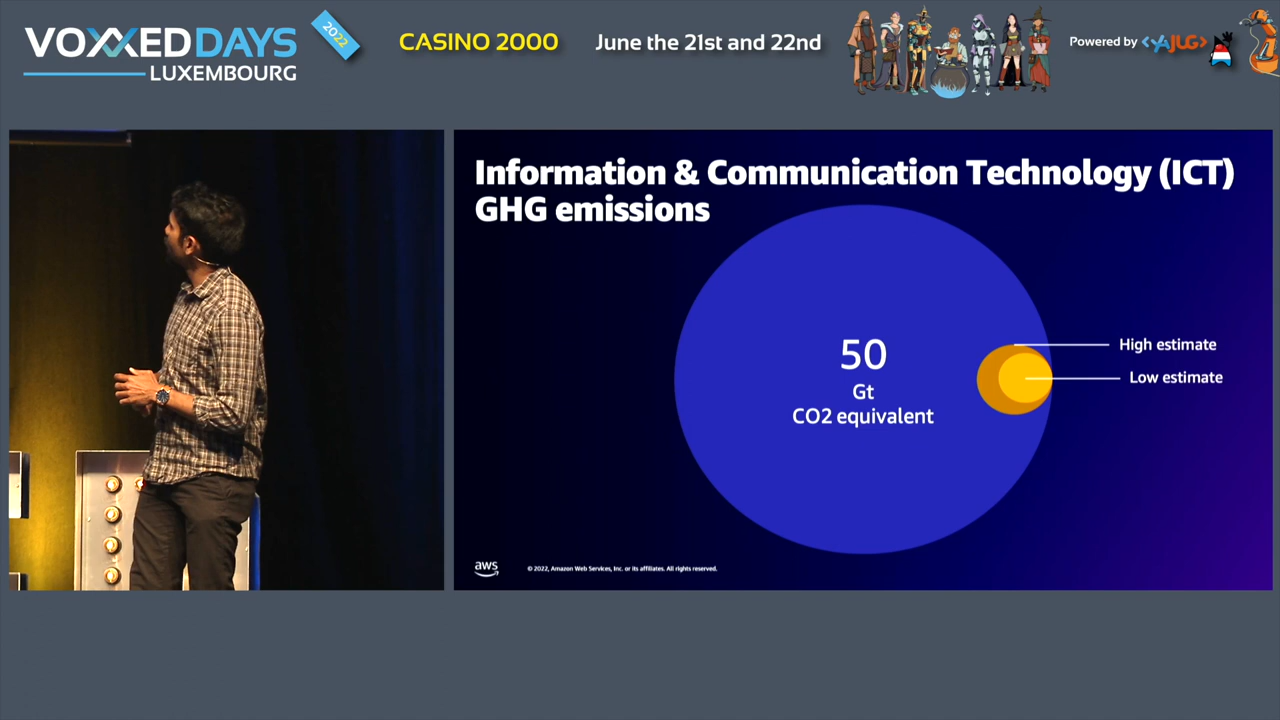 VOXXED DAYS
LUXEMBOURG
2022
CASINO 2000
June the 21st and 22nd
Powered by <YAJUG>
Information & Communication Technology (ICT)
GHG emissions
50
Gt
CO2 equivalent
High estimate
Low estimate
aws
© 2022, Amazon Web Services, Inc. or its affiliates. All rights reserved.